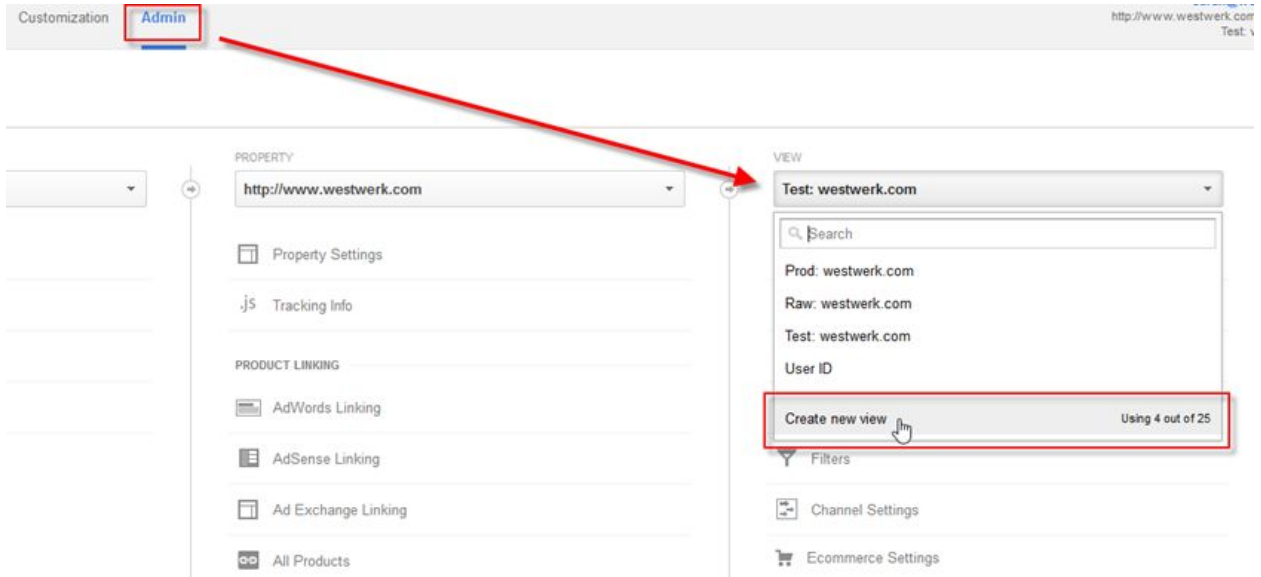 Customization Admin
http://www.westwerk.com
Test:
PROPERTY
http://www.westwerk.com
Property Settings
.js Tracking Info
PRODUCT LINKING
AdWords Linking
AdSense Linking
Ad Exchange Linking
All Products
VIEW
Test: westwerk.com
Search
Prod: westwerk.com
Raw: westwerk.com
Test: westwerk.com
User ID
Create new view Using 4 out of 25
Filters
Channel Settings
Ecommerce Settings